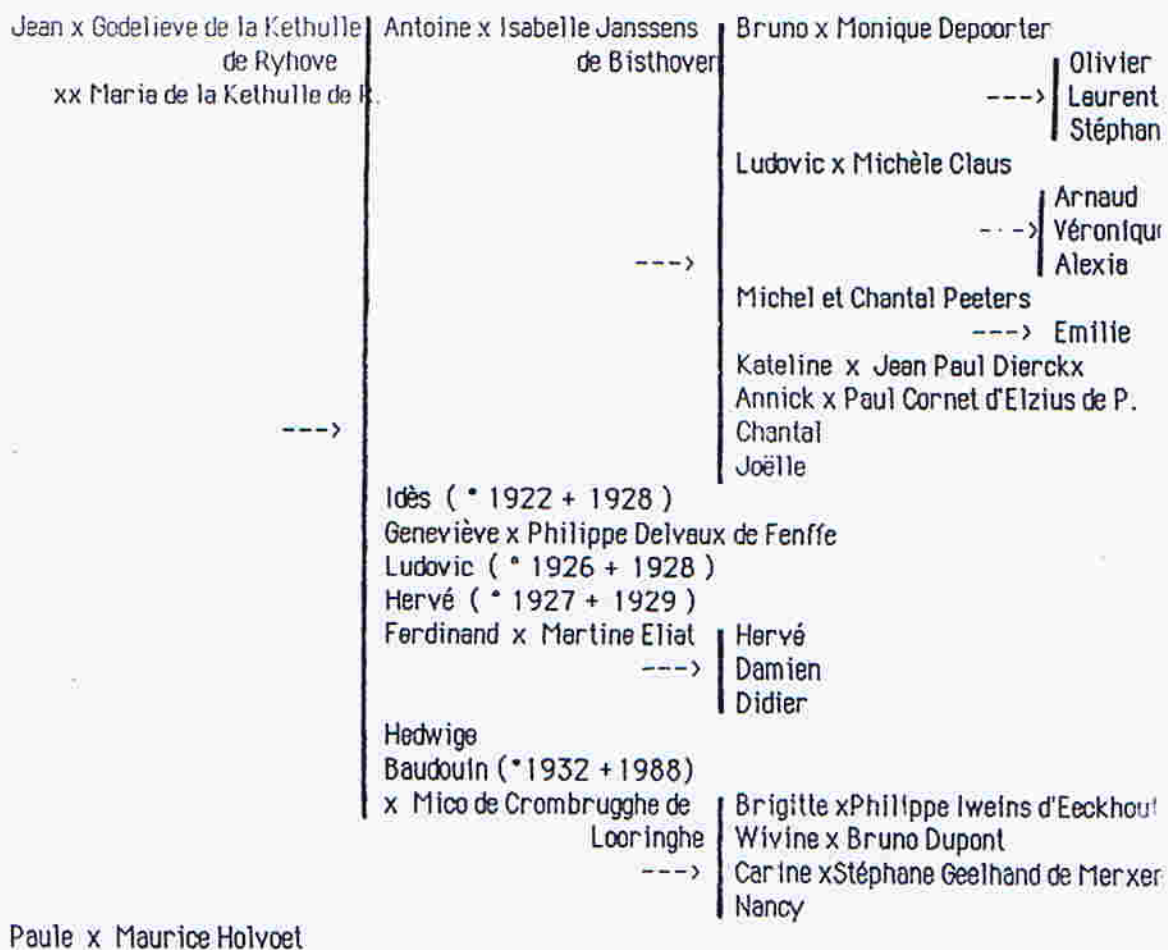 Jean x Godelieve de la Kethulle
de Ryhove
xx Maria de la Kethulle de R.
--->
Antoine x Isabelle Janssens
de Bisthoven
--->
Bruno x Monique Depoorter
--->
Olivier
Laurent
Stéphan
Ludovic x Michèle Claus
- · ->
Arnaud
Véroniqu
Alexia
Michel et Chantal Peeters
---> Emilie
Kateline x Jean Paul Dierckx
Annick x Paul Cornet d'Elzius de P.
Chantal
Joëlle
Idès ( ° 1922 + 1928 )
Geneviève x Philippe Delvaux de Fenffe
Ludovic ( ° 1926 + 1928 )
Hervé ( ° 1927 + 1929 )
Ferdinand x Martine Eliat
--->
Hervé
Damien
Didier
Hedwige
Baudouin (°1932 + 1988)
x Mico de Crombrugghe de
Looringhe
--->
Brigitte xPhilippe Iweins d'Eeckhout
Wivine x Bruno Dupont
Carine xStéphane Geelhand de Merxer
Nancy
Paule x Maurice Holvoet